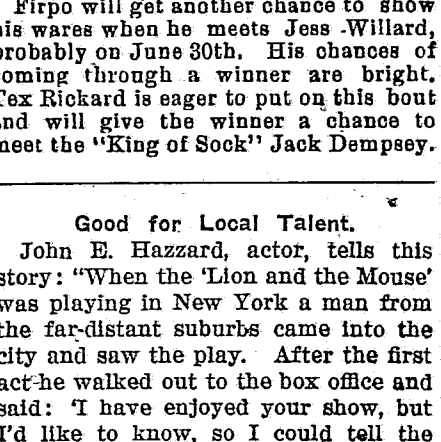 Firpo will get another chance to show
his wares when he meets Jess -Willard,
probably on June 30th. His chances of
coming through a winner are bright.
Tex Rickard is eager to put on this bout
and will give the winner a chance to
meet the "King of Sock" Jack Dempsey.
Good for Local Talent.
John E. Hazzard, actor, tells this
story: "When the 'Lion and the Mouse'
was playing in New York a man from
the far-distant suburbs came into the
city and saw the play. After the first
act he walked out to the box office and
said: 'I have enjoyed your show, but
I'd like to know, so I could tell the